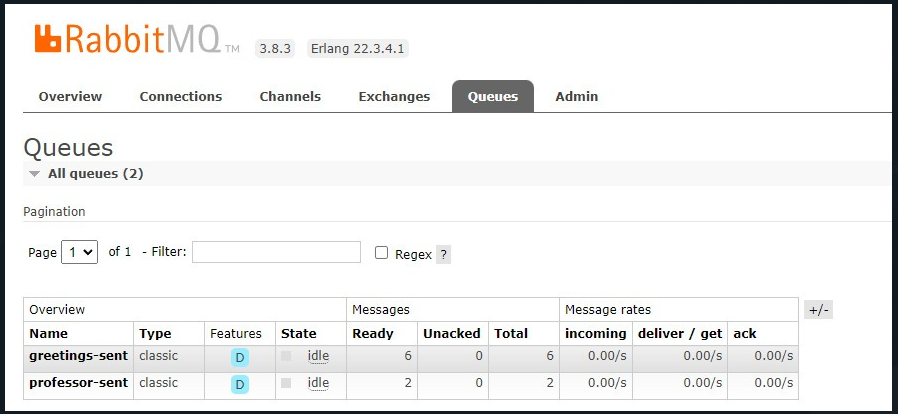 RabbitMQ TM 3.8.3 Erlang 22.3.4.1
Overview Connections Channels Exchanges Queues Admin
Queues
All queues (2)
Pagination
Page 1 of 1 - Filter: Regex ?
Overview Messages Message rates +/-
Name Type Features State Ready Unacked Total incoming deliver / get ack
greetings-sent classic D idle 6 0 6 0.00/s 0.00/s 0.00/s
professor-sent classic D idle 2 0 2 0.00/s 0.00/s 0.00/s